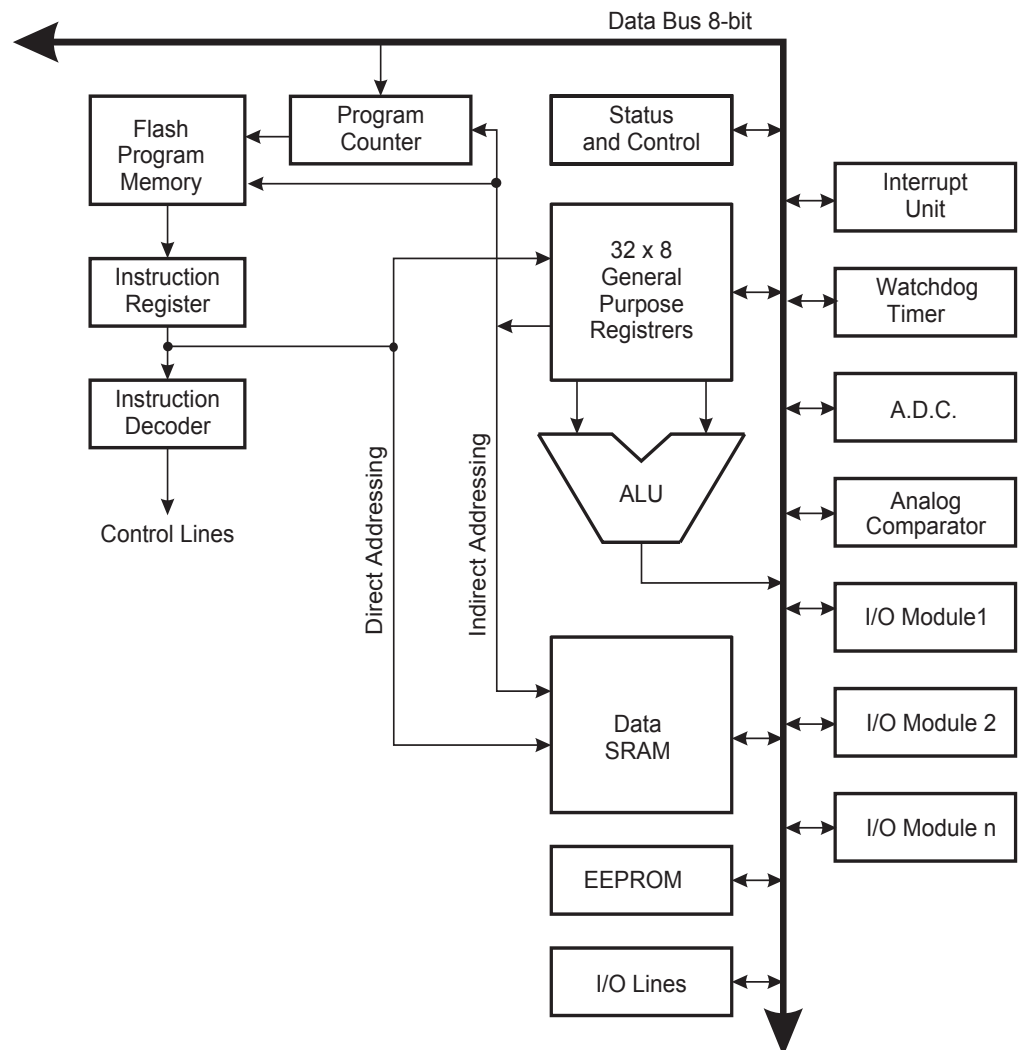 Data Bus 8-bit
Flash
Program
Memory
Program
Counter
Status
and Control
Interrupt
Unit
32 x 8
General
Purpose
Registrers
Instruction
Register
Watchdog
Timer
Instruction
Decoder
A.D.C.
Direct Addressing
Indirect Addressing
ALU
Analog
Comparator
Control Lines
I/O Module1
Data
SRAM
I/O Module 2
I/O Module n
EEPROM
I/O Lines